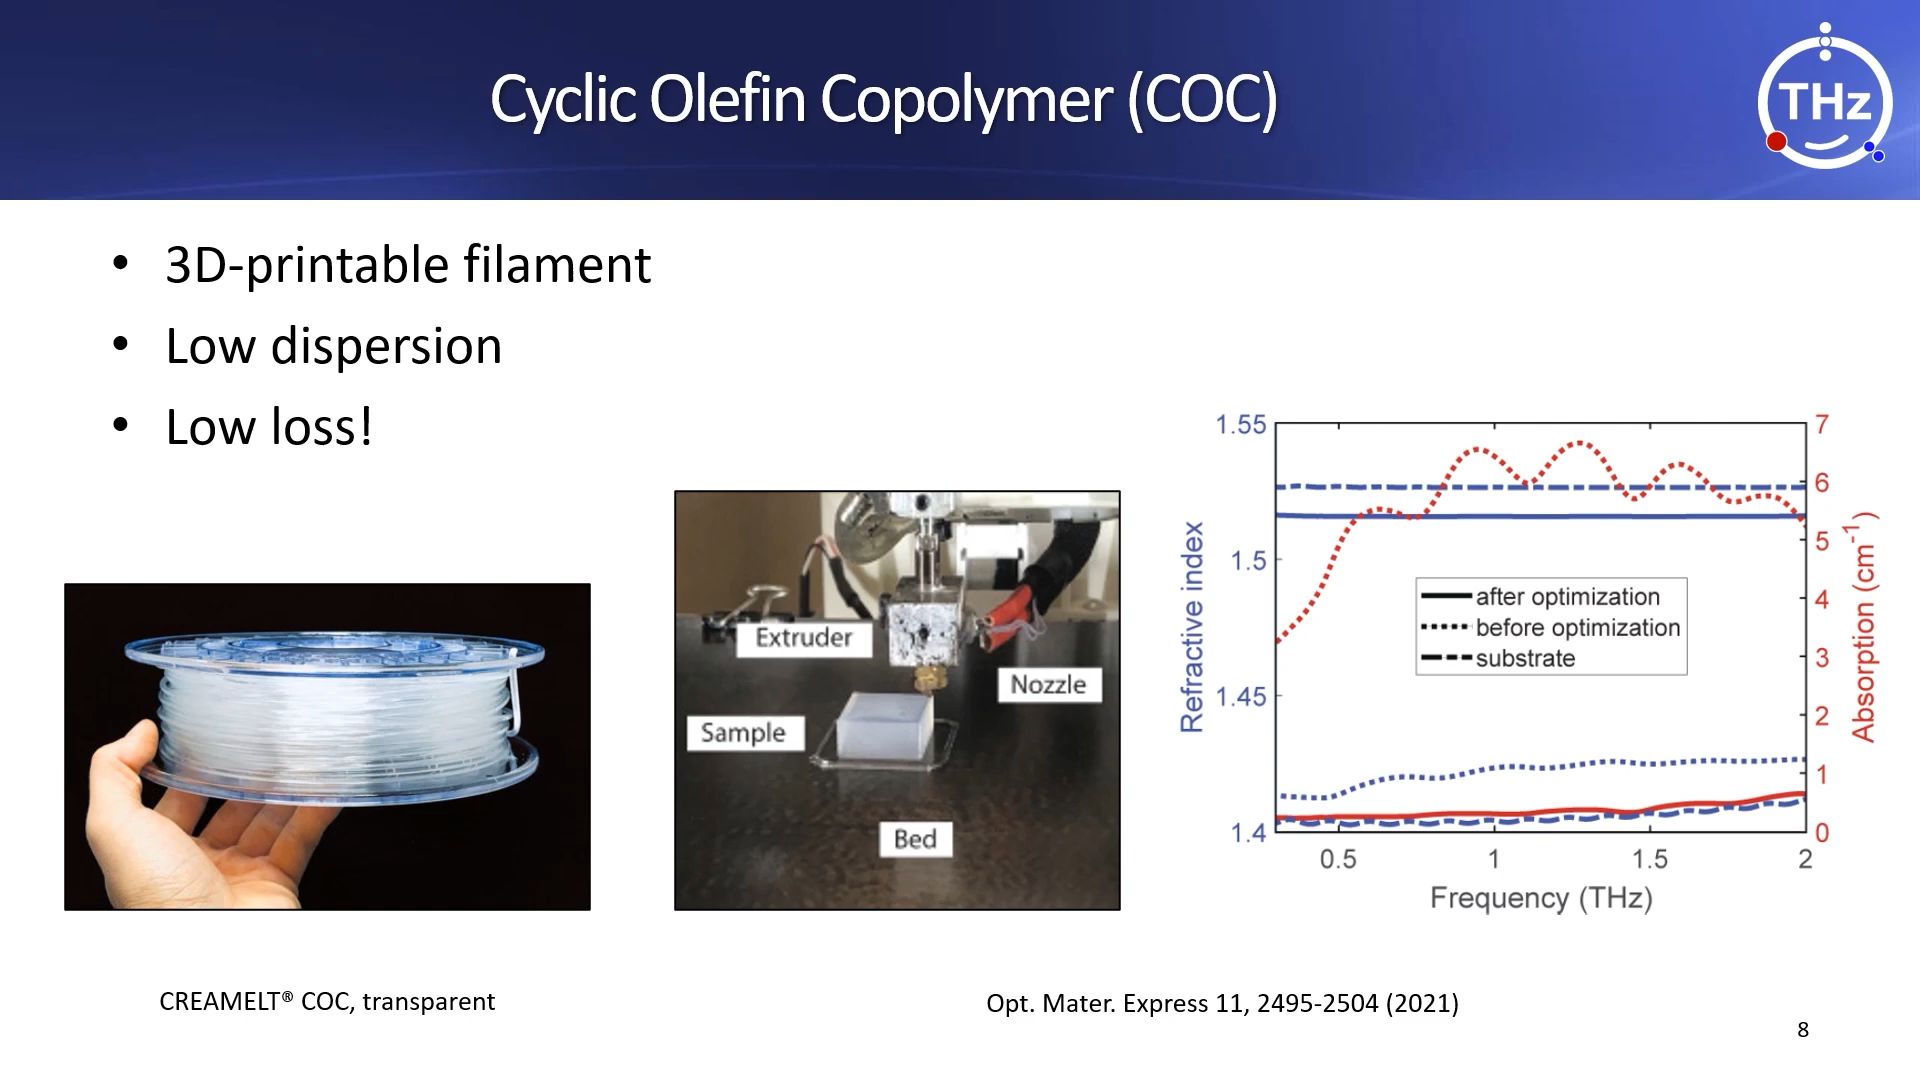 Cyclic Olefin Copolymer (COC)
THz
• 3D-printable filament
• Low dispersion
• Low loss!
Extruder
Nozzle
Sample
Bed
1.55
1.5
1.45
1.4
Refractive index
after optimization
before optimization
substrate
7
6
5
4
3
2
1
0
Absorption (cm-1)
0.5 1 1.5 2
Frequency (THz)
CREAMELT® COC, transparent
Opt. Mater. Express 11, 2495-2504 (2021)
8